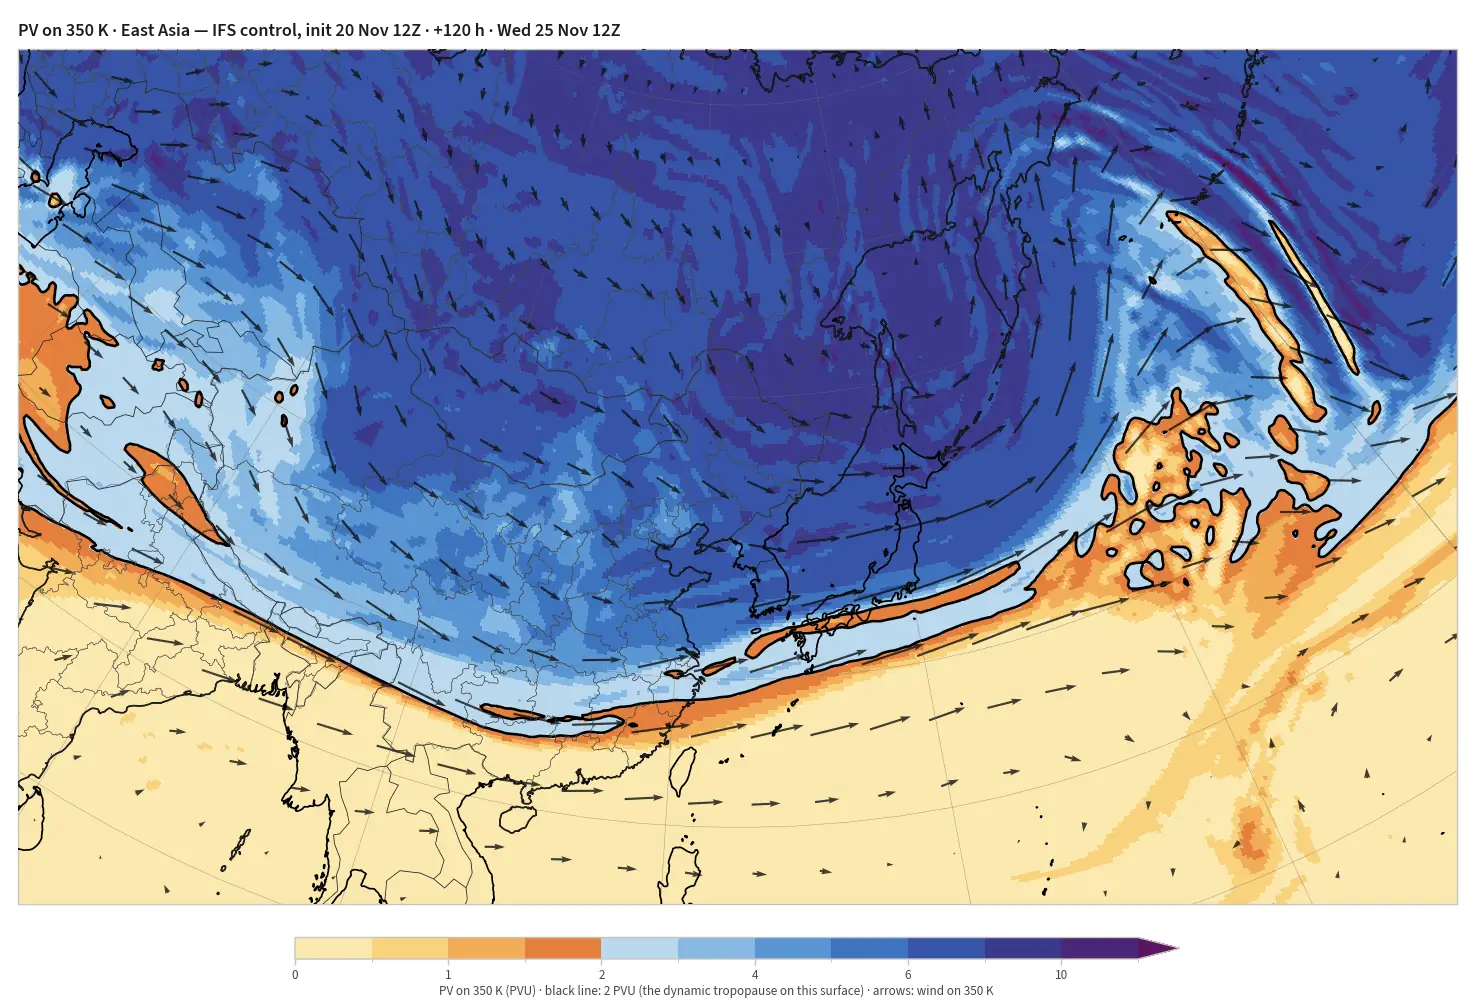 PV on 350 K · East Asia — IFS control, init 20 Nov 12Z · +120 h · Wed 25 Nov 12Z
0 1 2 4 6 10
PV on 350 K (PVU) · black line: 2 PVU (the dynamic tropopause on this surface) · arrows: wind on 350 K